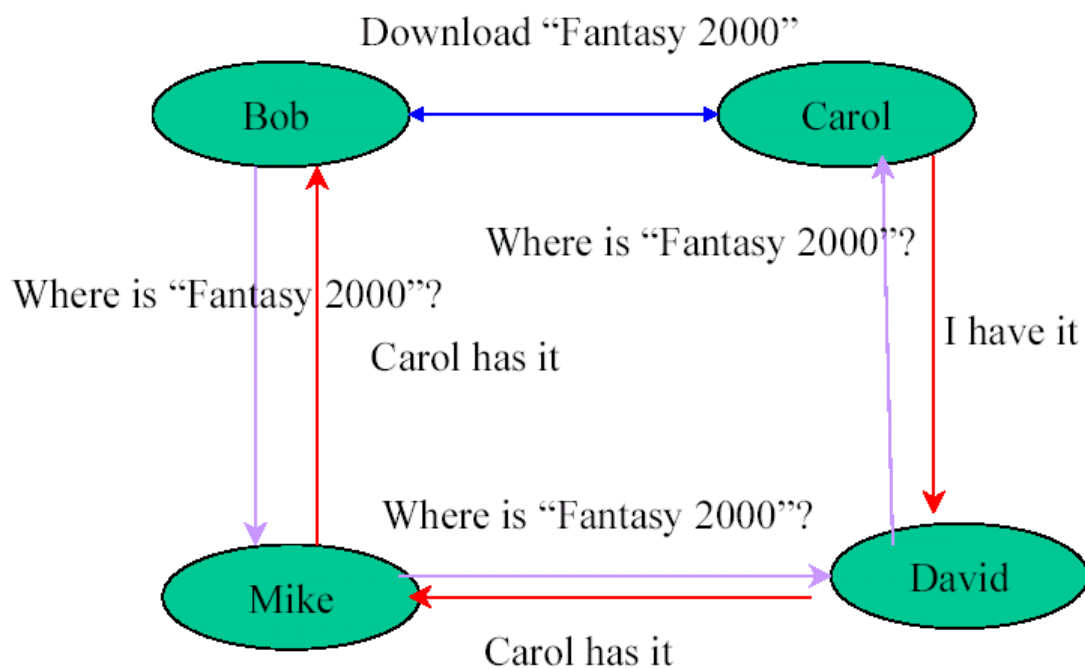 Download “Fantasy 2000”
Bob
Carol
Where is “Fantasy 2000”?
Where is “Fantasy 2000”?
I have it
Carol has it
Where is “Fantasy 2000”?
Mike
David
Carol has it